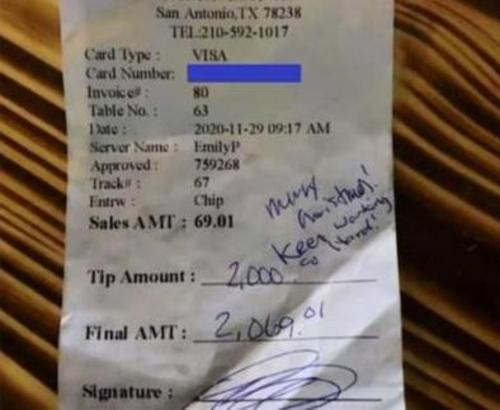 San Antonio,TX 78238
TEL:210-592-1017
Card Type : VISA
Card Number:
Invoice# : 80
Table No. : 63
Date : 2020-11-29 09:17 AM
Server Name : EmilyP
Approved : 759268
Track# : 67
Entrw : Chip
Sales AMT : 69.01
Merry
Christmas!
Keep working
so hard!
Tip Amount : 2,000
Final AMT : 2,069.01
Signature :